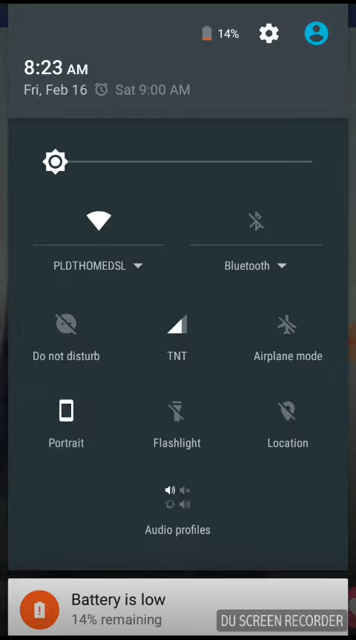 14%
8:23 AM
Fri, Feb 16 Sat 9:00 AM
PLDTHOMEDSL Bluetooth
Do not disturb TNT Airplane mode
Portrait Flashlight Location
Audio profiles
Battery is low
14% remaining
DU SCREEN RECORDER